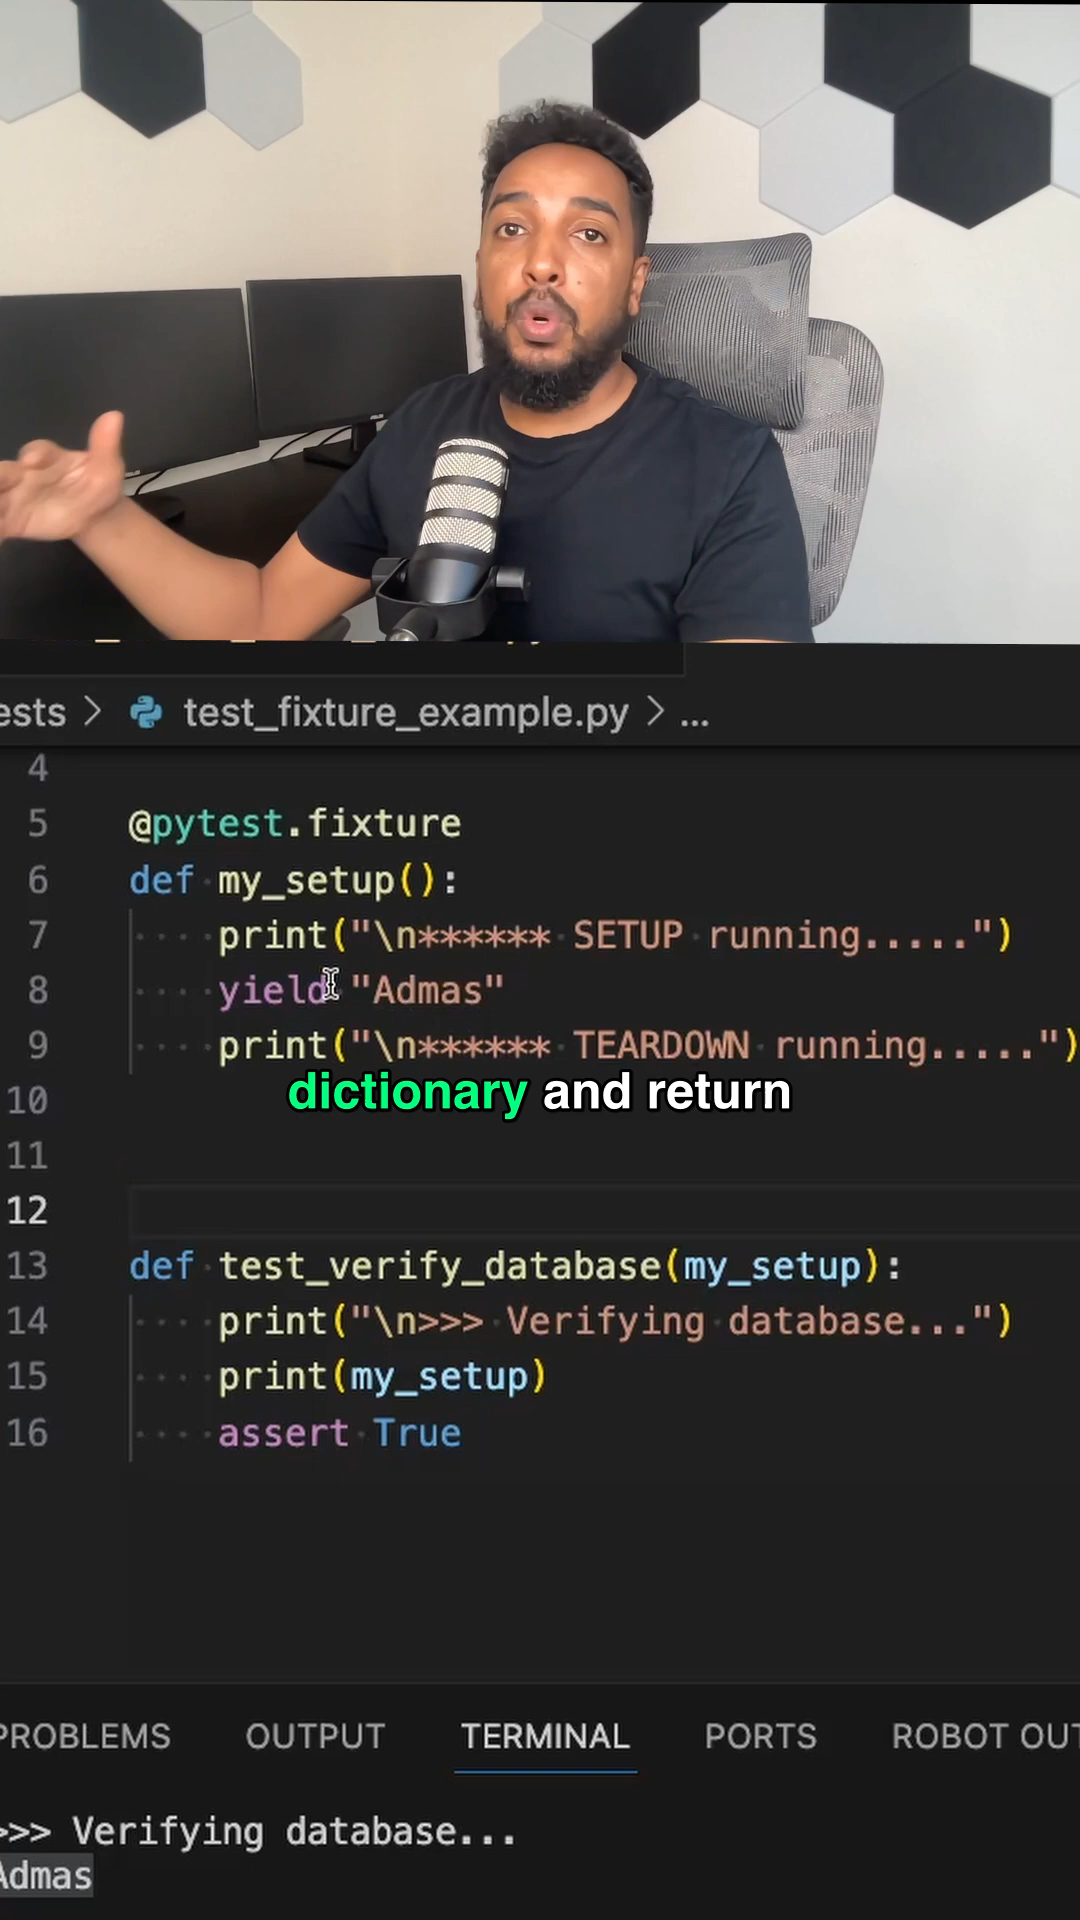 ests > test_fixture_example.py > ...
4
5 @pytest.fixture
6 def my_setup():
7 print("\n****** SETUP running.....")
8 yield "Admas"
9 print("\n****** TEARDOWN running.....")
dictionary and return
10
11
12
13 def test_verify_database(my_setup):
14 print("\n>>> Verifying database...")
15 print(my_setup)
16 assert True
PROBLEMS OUTPUT TERMINAL PORTS ROBOT OUT
>>> Verifying database...
Admas